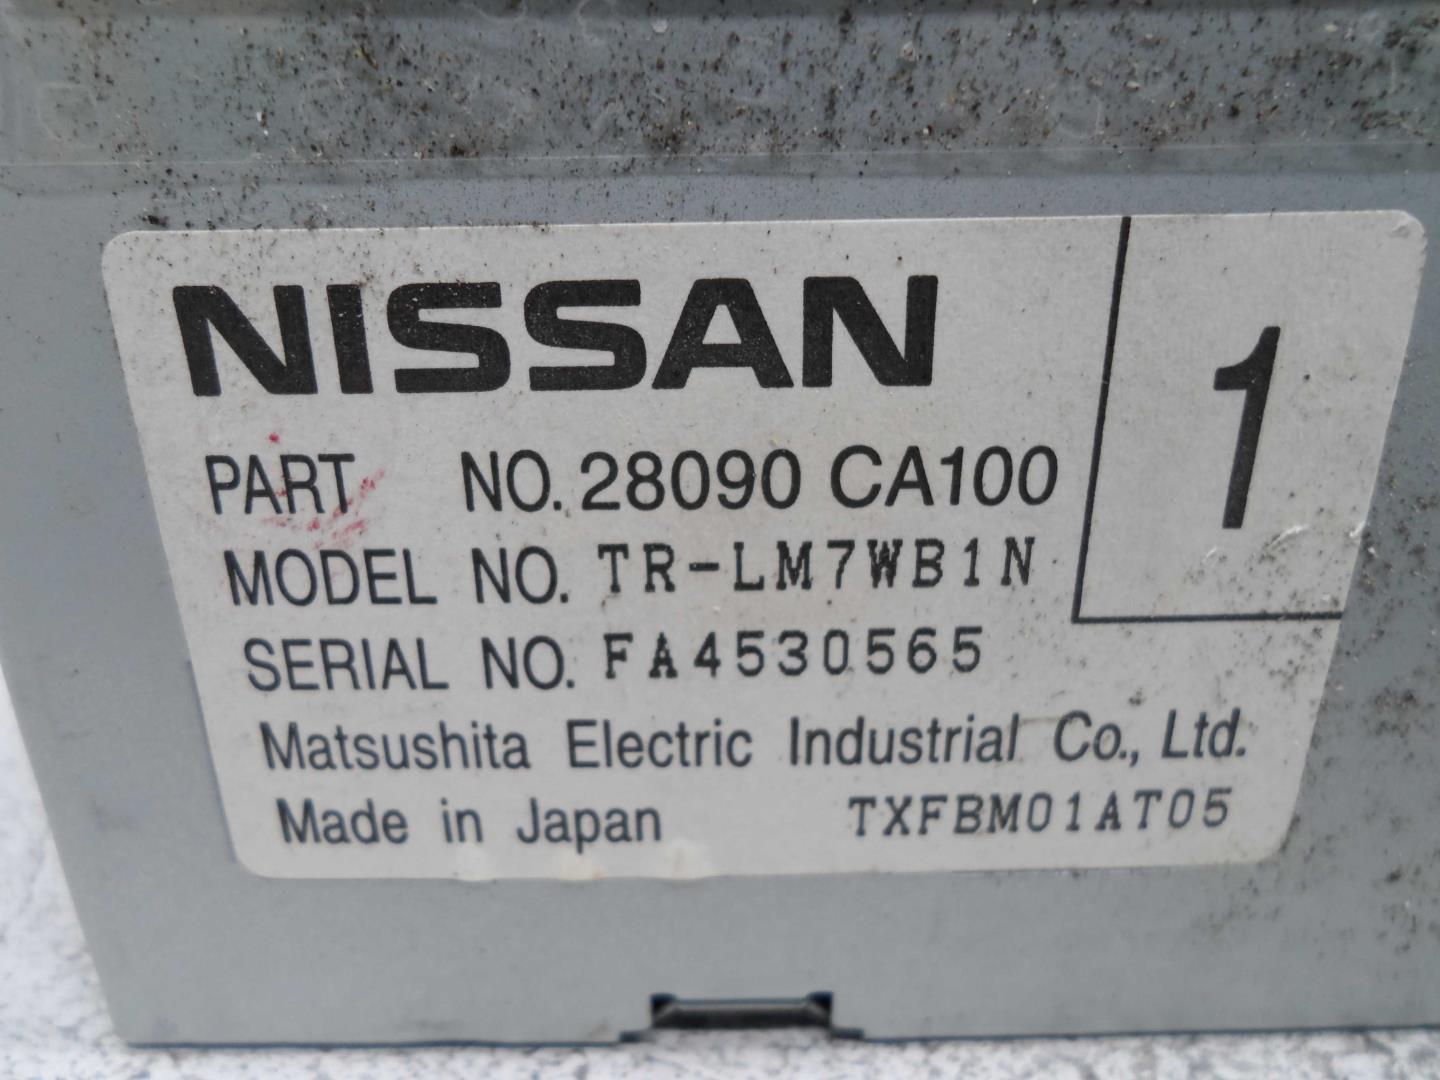 NISSAN
1
PART NO. 28090 CA100
MODEL NO. TR-LM7WB1N
SERIAL NO. FA4530565
Matsushita Electric Industrial Co., Ltd.
Made in Japan TXFBM01AT05